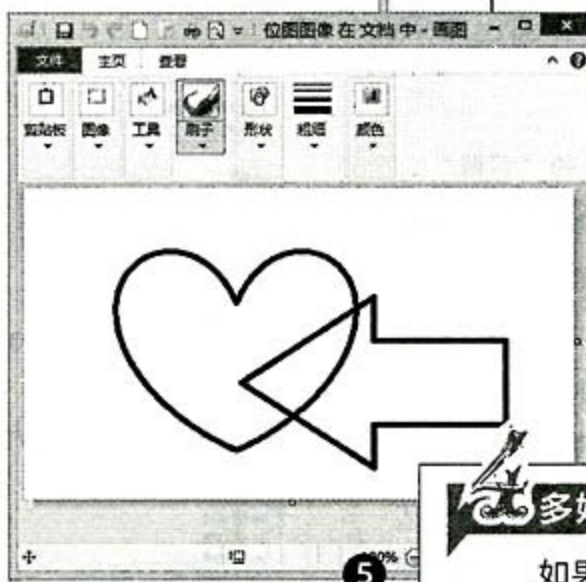 位图图像 在 文档 中 - 画图
文件 主页 查看
剪贴板 图像 工具 刷子 形状 粗细 颜色
100%
5
多
如